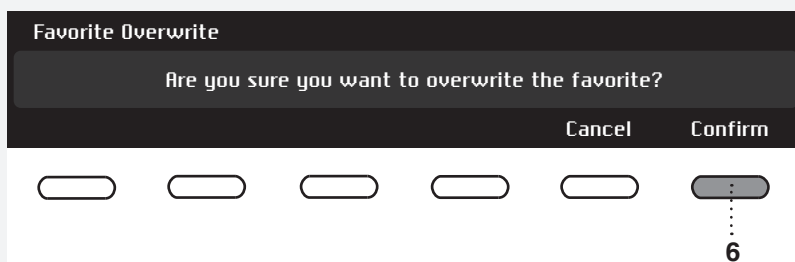 Favorite Overwrite
Are you sure you want to overwrite the favorite?
Cancel Confirm
6